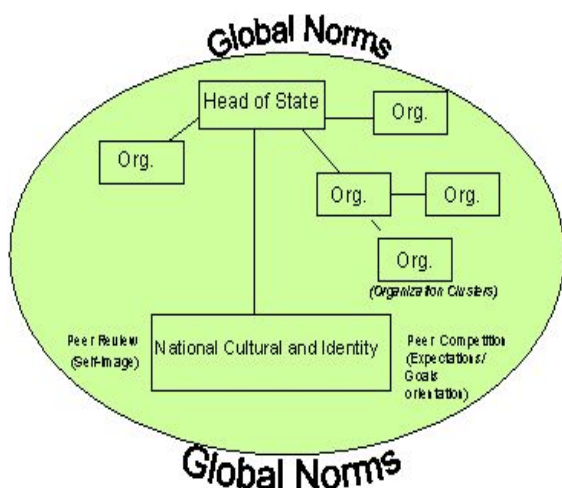 Global Norms
Head of State
Org.
Org.
Org.
Org.
Org.
(Organization Clusters)
Peer Review
(Self-Image)
National Cultural and Identity
Peer Competition
(Expectations/
Goals
orientation)
Global Norms